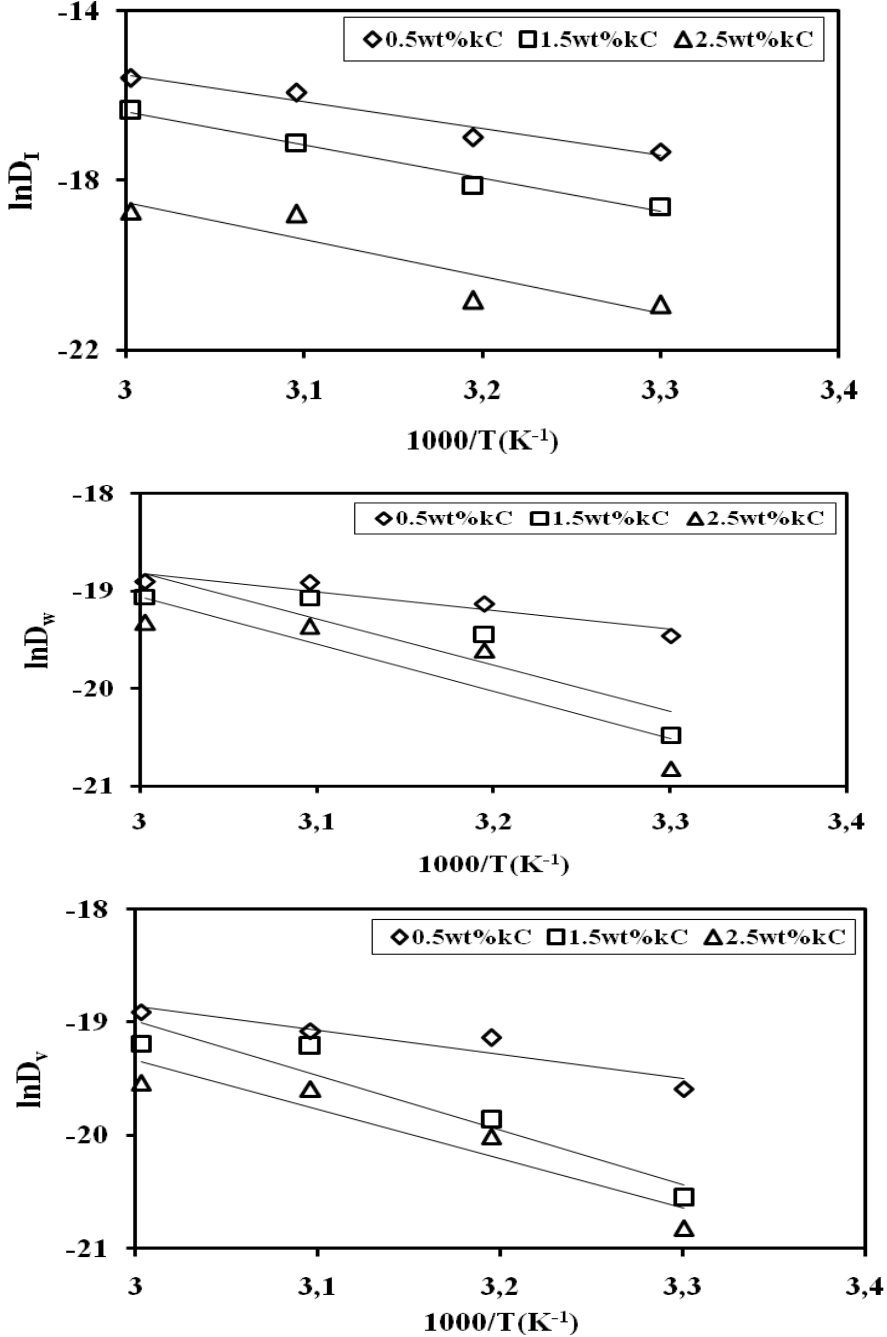 -14
◇ 0.5wt%kC □ 1.5wt%kC △ 2.5wt%kC
lnD_I
-18
-22
3 3,1 3,2 3,3 3,4
1000/T(K⁻¹)
-18
◇ 0.5wt%kC □ 1.5wt%kC △ 2.5wt%kC
-19
lnD_w
-20
-21
3 3,1 3,2 3,3 3,4
1000/T(K⁻¹)
-18
◇ 0.5wt%kC □ 1.5wt%kC △ 2.5wt%kC
-19
lnD_v
-20
-21
3 3,1 3,2 3,3 3,4
1000/T(K⁻¹)